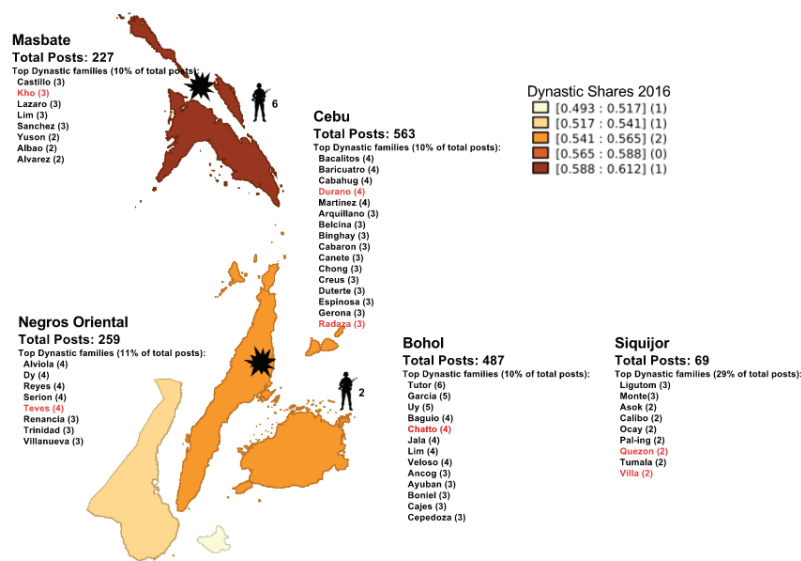 Masbate
Total Posts: 227
Top Dynastic families (10% of total posts):
Castillo (3)
Kho (3)
Lazaro (3)
Lim (3)
Sanchez (3)
Yuson (2)
Albao (2)
Alvarez (2)
6
Cebu
Total Posts: 563
Top Dynastic families (10% of total posts):
Bacalitos (4)
Baricuatro (4)
Cabahug (4)
Durano (4)
Martinez (4)
Arquillano (3)
Belcina (3)
Binghay (3)
Cabaron (3)
Canete (3)
Chong (3)
Creus (3)
Duterte (3)
Espinosa (3)
Gerona (3)
Radaza (3)
Dynastic Shares 2016
[0.493 : 0.517] (1)
[0.517 : 0.541] (1)
[0.541 : 0.565] (2)
[0.565 : 0.588] (0)
[0.588 : 0.612] (1)
Negros Oriental
Total Posts: 259
Top Dynastic families (11% of total posts):
Alviola (4)
Dy (4)
Reyes (4)
Serion (4)
Teves (4)
Renancia (3)
Trinidad (3)
Villanueva (3)
2
Bohol
Total Posts: 487
Top Dynastic families (10% of total posts):
Tutor (6)
Garcia (5)
Uy (5)
Baguio (4)
Chatto (4)
Jala (4)
Lim (4)
Veloso (4)
Ancog (3)
Ayuban (3)
Boniel (3)
Cajes (3)
Cepedoza (3)
Siquijor
Total Posts: 69
Top Dynastic families (29% of total posts):
Ligutom (3)
Monte(3)
Asok (2)
Calibo (2)
Ocay (2)
Pal-ing (2)
Quezon (2)
Tumala (2)
Villa (2)